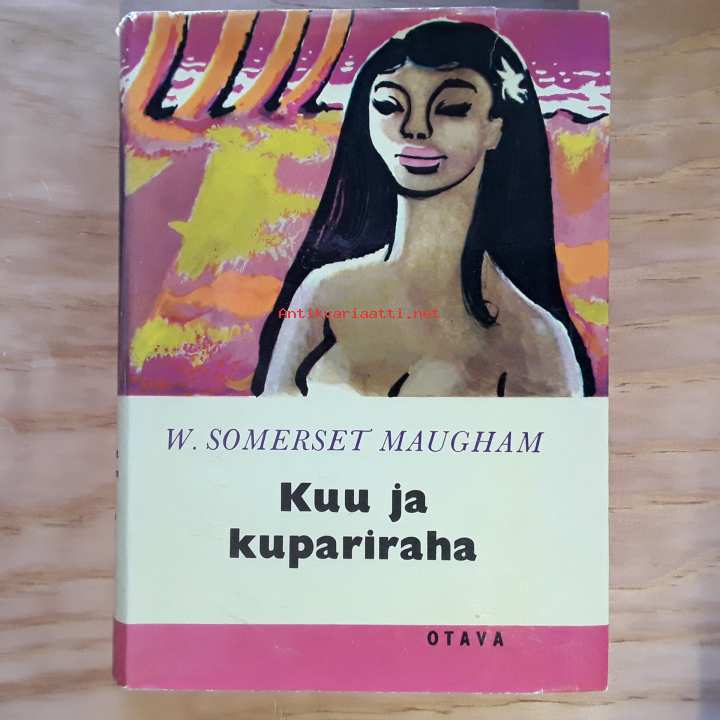 Antikvariaatti.net
W. SOMERSET MAUGHAM
Kuu ja
kupariraha
OTAVA